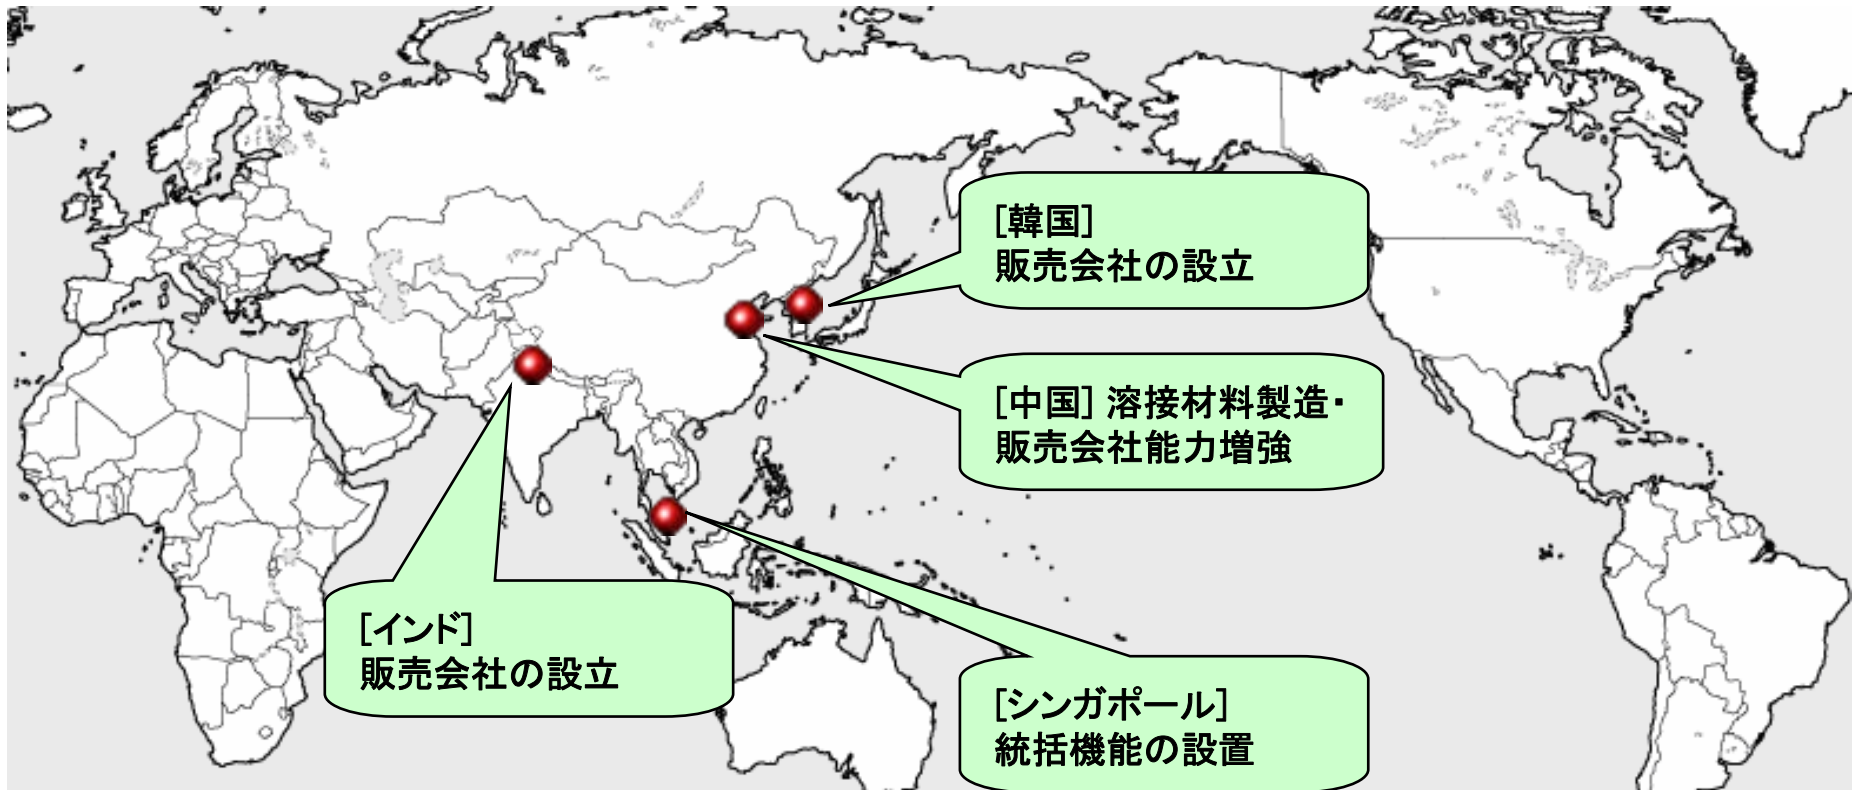 [韓国]
販売会社の設立
[中国] 溶接材料製造・
販売会社能力増強
[インド]
販売会社の設立
[シンガポール]
統括機能の設置